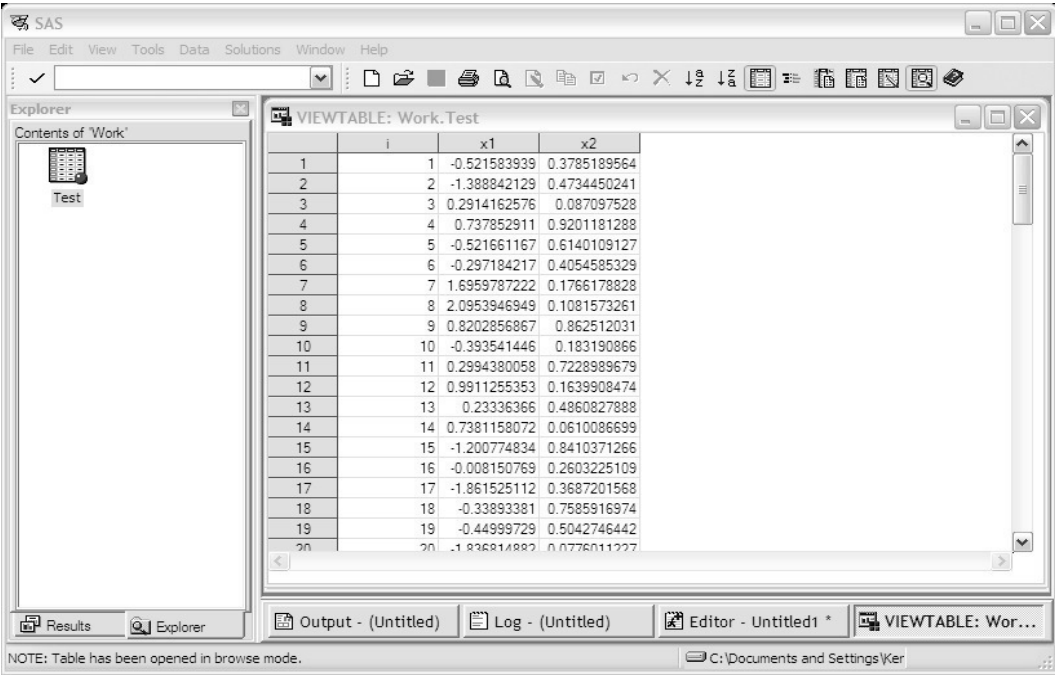 SAS
File Edit View Tools Data Solutions Window Help
Explorer
Contents of 'Work'
Test
VIEWTABLE: Work.Test
i x1 x2
1 1 -0.521583939 0.3785189564
2 2 -1.388842129 0.4734450241
3 3 0.2914162576 0.087097528
4 4 0.737852911 0.9201181288
5 5 -0.521661167 0.6140109127
6 6 -0.297184217 0.4054585329
7 7 1.6959787222 0.1766178828
8 8 2.0953946949 0.1081573261
9 9 0.8202856867 0.862512031
10 10 -0.393541446 0.183190866
11 11 0.2994380058 0.7228989679
12 12 0.9911255353 0.1639908474
13 13 0.23336366 0.4860827888
14 14 0.7381158072 0.0610086699
15 15 -1.200774834 0.8410371266
16 16 -0.008150769 0.2603225109
17 17 -1.861525112 0.3687201568
18 18 -0.33893381 0.7585916974
19 19 -0.44999729 0.5042746442
20 20 -1.836814882 0.0776011227
Results Explorer
Output - (Untitled) Log - (Untitled) Editor - Untitled1 * VIEWTABLE: Wor...
NOTE: Table has been opened in browse mode. C:\Documents and Settings\Ker